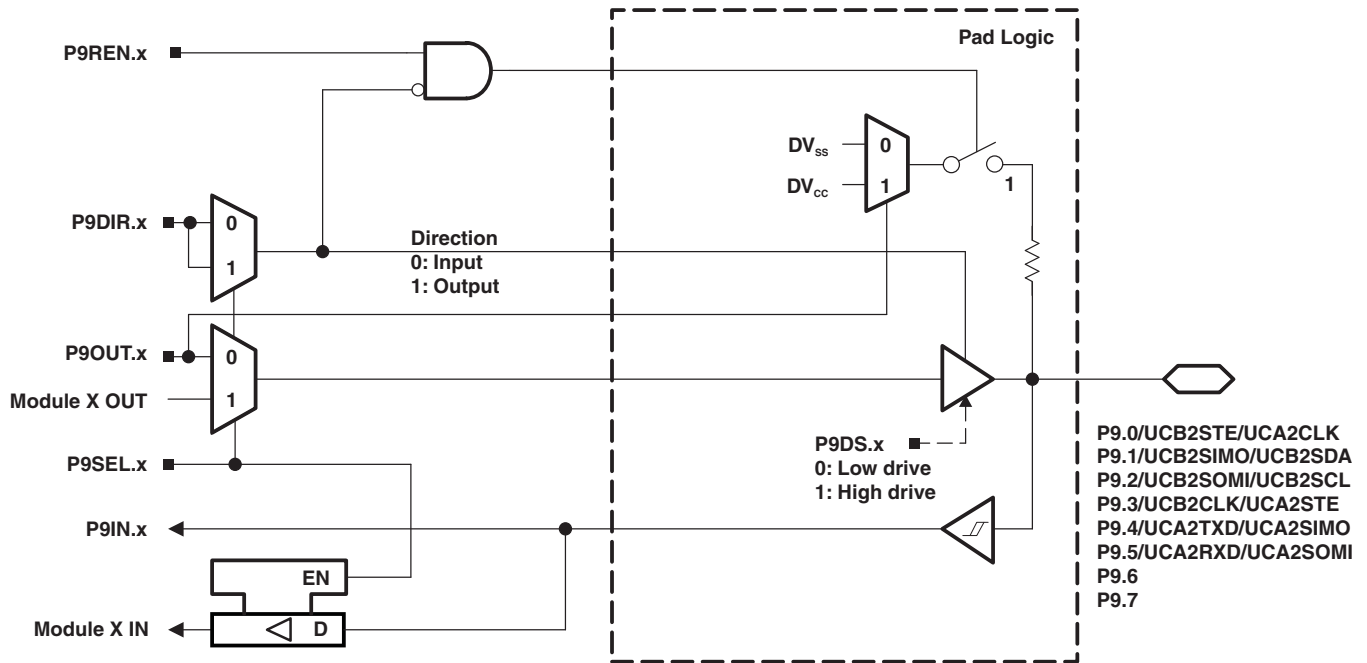 Pad Logic
P9REN.x
DVss
0
DVcc
1
1
P9DIR.x
0
1
Direction
0: Input
1: Output
P9OUT.x
0
Module X OUT
1
P9DS.x
0: Low drive
1: High drive
P9SEL.x
P9IN.x
EN
Module X IN
D
P9.0/UCB2STE/UCA2CLK
P9.1/UCB2SIMO/UCB2SDA
P9.2/UCB2SOMI/UCB2SCL
P9.3/UCB2CLK/UCA2STE
P9.4/UCA2TXD/UCA2SIMO
P9.5/UCA2RXD/UCA2SOMI
P9.6
P9.7